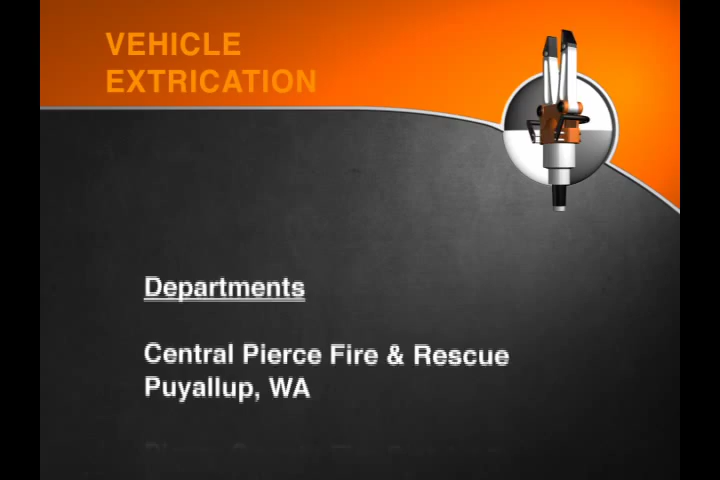 VEHICLE
EXTRICATION
Departments
Central Pierce Fire & Rescue
Puyallup, WA